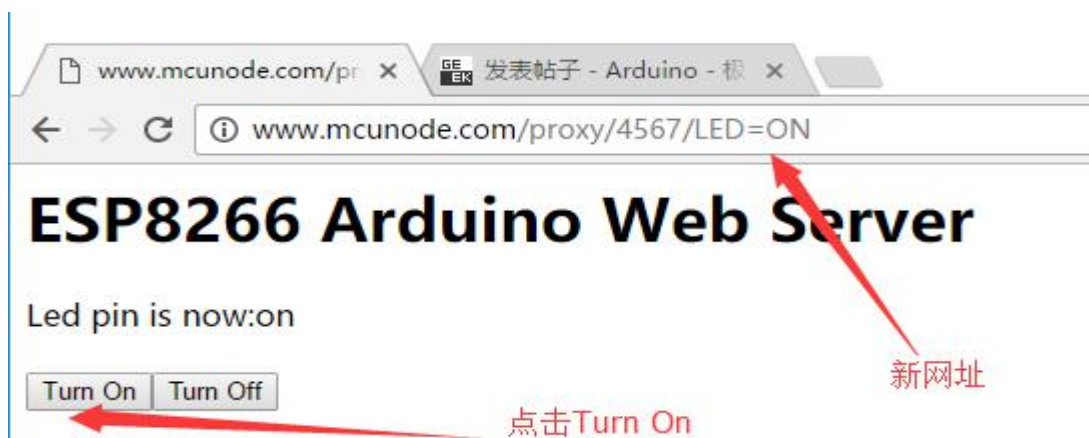 www.mcunode.com/pr
GEEK 发表帖子 - Arduino - 极
www.mcunode.com/proxy/4567/LED=ON
ESP8266 Arduino Web Server
Led pin is now:on
Turn On Turn Off
新网址
点击Turn On